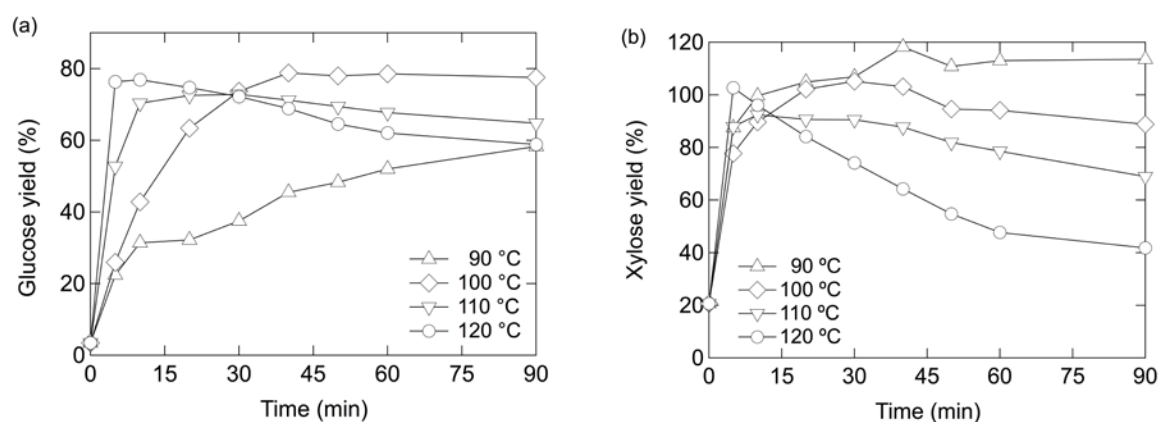 (a)
80
60
40
20
0
Glucose yield (%)
90 °C
100 °C
110 °C
120 °C
0 15 30 45 60 75 90
Time (min)
(b)
120
100
80
60
40
20
0
Xylose yield (%)
90 ºC
100 ºC
110 ºC
120 ºC
0 15 30 45 60 75 90
Time (min)